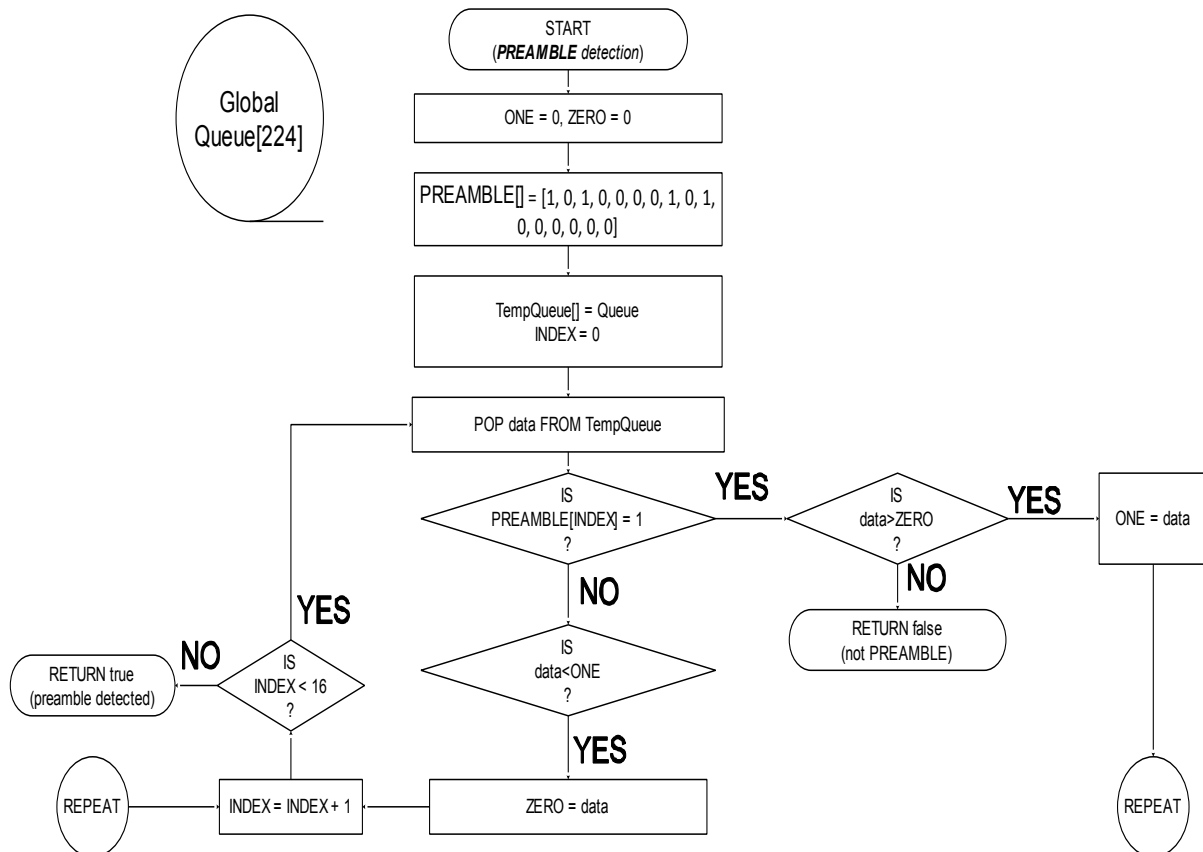 START
(PREAMBLE detection)
Global
Queue[224]
ONE = 0, ZERO = 0
PREAMBLE[] = [1, 0, 1, 0, 0, 0, 0, 1, 0, 1,
0, 0, 0, 0, 0, 0]
TempQueue[] = Queue
INDEX = 0
POP data FROM TempQueue
IS
PREAMBLE[INDEX] = 1
?
YES
IS
data>ZERO
?
YES
ONE = data
NO
RETURN false
(not PREAMBLE)
NO
IS
data<ONE
?
YES
ZERO = data
YES
NO
IS
INDEX < 16
?
RETURN true
(preamble detected)
REPEAT
INDEX = INDEX + 1
REPEAT